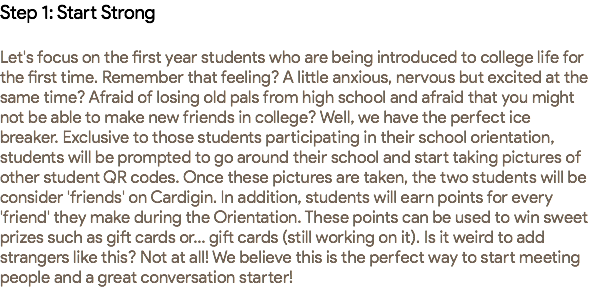 Step 1: Start Strong
Let's focus on the first year students who are being introduced to college life for
the first time. Remember that feeling? A little anxious, nervous but excited at the
same time? Afraid of losing old pals from high school and afraid that you might
not be able to make new friends in college? Well, we have the perfect ice
breaker. Exclusive to those students participating in their school orientation,
students will be prompted to go around their school and start taking pictures of
other student QR codes. Once these pictures are taken, the two students will be
consider 'friends' on Cardigin. In addition, students will earn points for every
'friend' they make during the Orientation. These points can be used to win sweet
prizes such as gift cards or... gift cards (still working on it). Is it weird to add
strangers like this? Not at all! We believe this is the perfect way to start meeting
people and a great conversation starter!